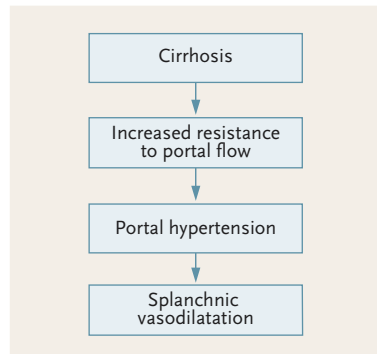 Cirrhosis
Increased resistance
to portal flow
Portal hypertension
Splanchnic
vasodilatation